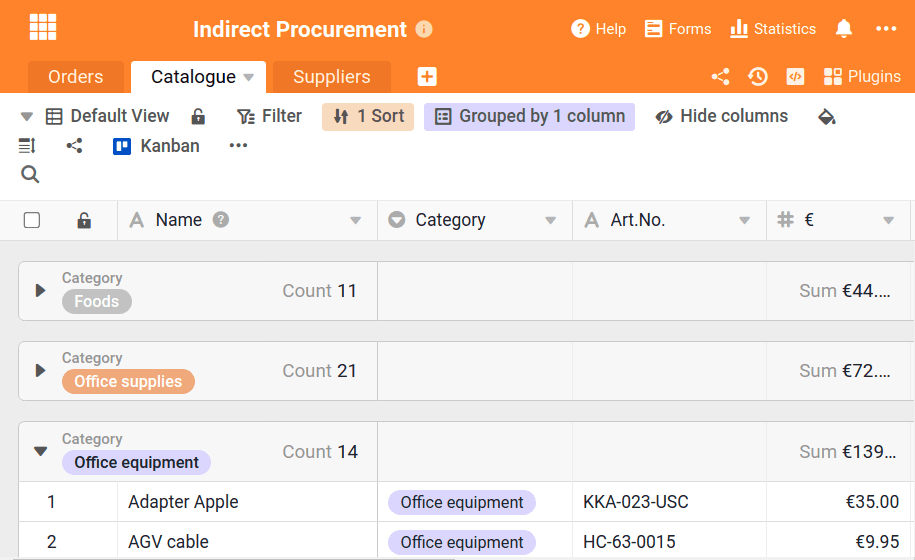 Indirect Procurement
Help Forms Statistics
Orders Catalogue Suppliers
Plugins
Default View Filter 1 Sort Grouped by 1 column Hide columns
Kanban
Name Category Art.No. €
Category
Foods Count 11 Sum €44....
Category
Office supplies Count 21 Sum €72....
Category
Office equipment Count 14 Sum €139...
1 Adapter Apple Office equipment KKA-023-USC €35.00
2 AGV cable Office equipment HC-63-0015 €9.95